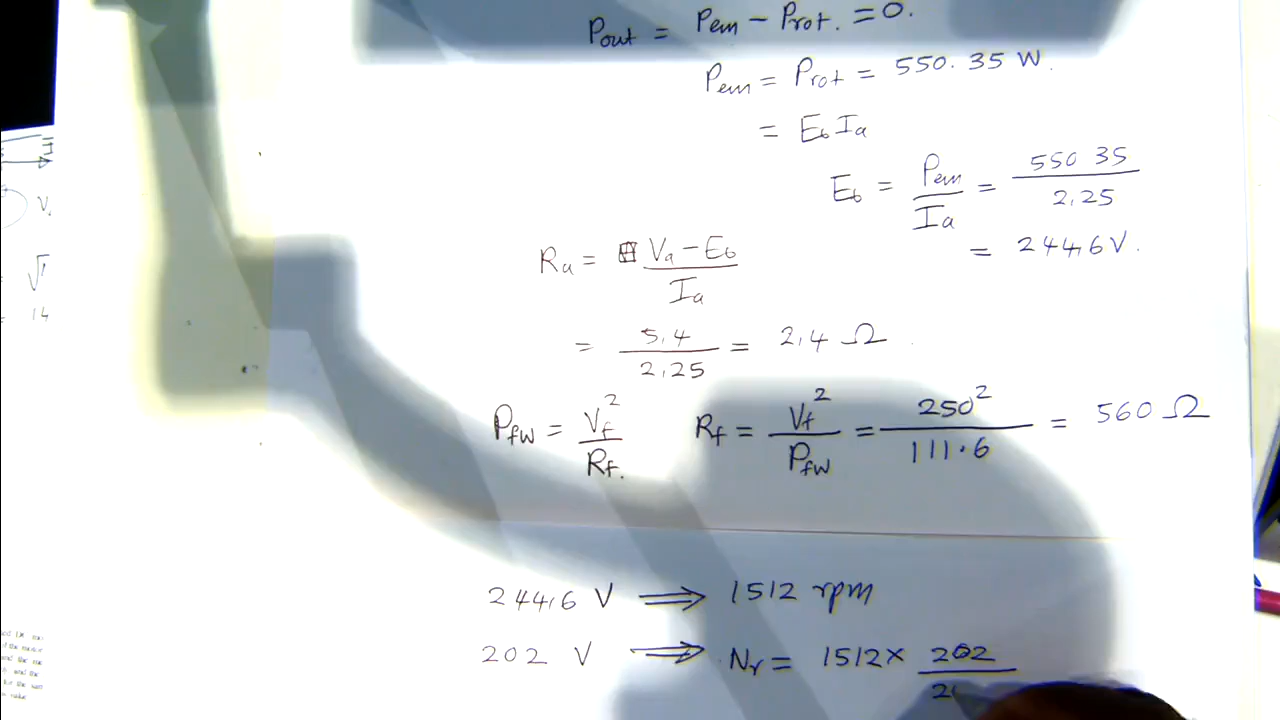 Pout = Pem − Prot. = 0.
Pem = Prot = 550.35 W.
= Eb Ia
Eb = Pem / Ia = 550 35 / 2.25
= 244.6 V.
Ra = Va − Eb / Ia
= 5.4 / 2.25 = 2.4 Ω
Pfw = Vf² / Rf. Rf = Vf² / Pfw = 250² / 111.6 = 560 Ω
244.6 V ⟹ 1512 rpm
202 V ⟹ Nr = 1512 × 202 /
V.
14